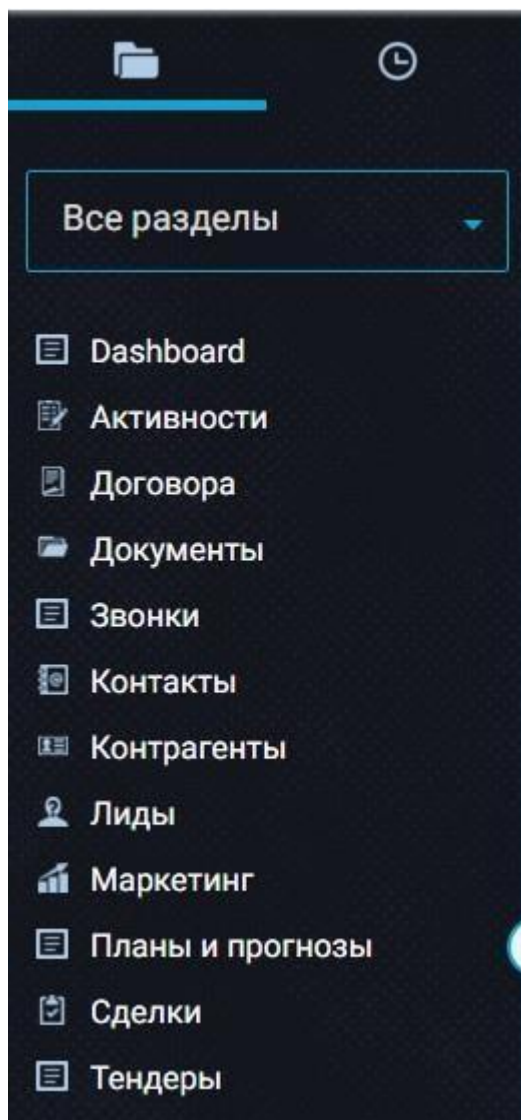 Все разделы
Dashboard
Активности
Договора
Документы
Звонки
Контакты
Контрагенты
Лиды
Маркетинг
Планы и прогнозы
Сделки
Тендеры